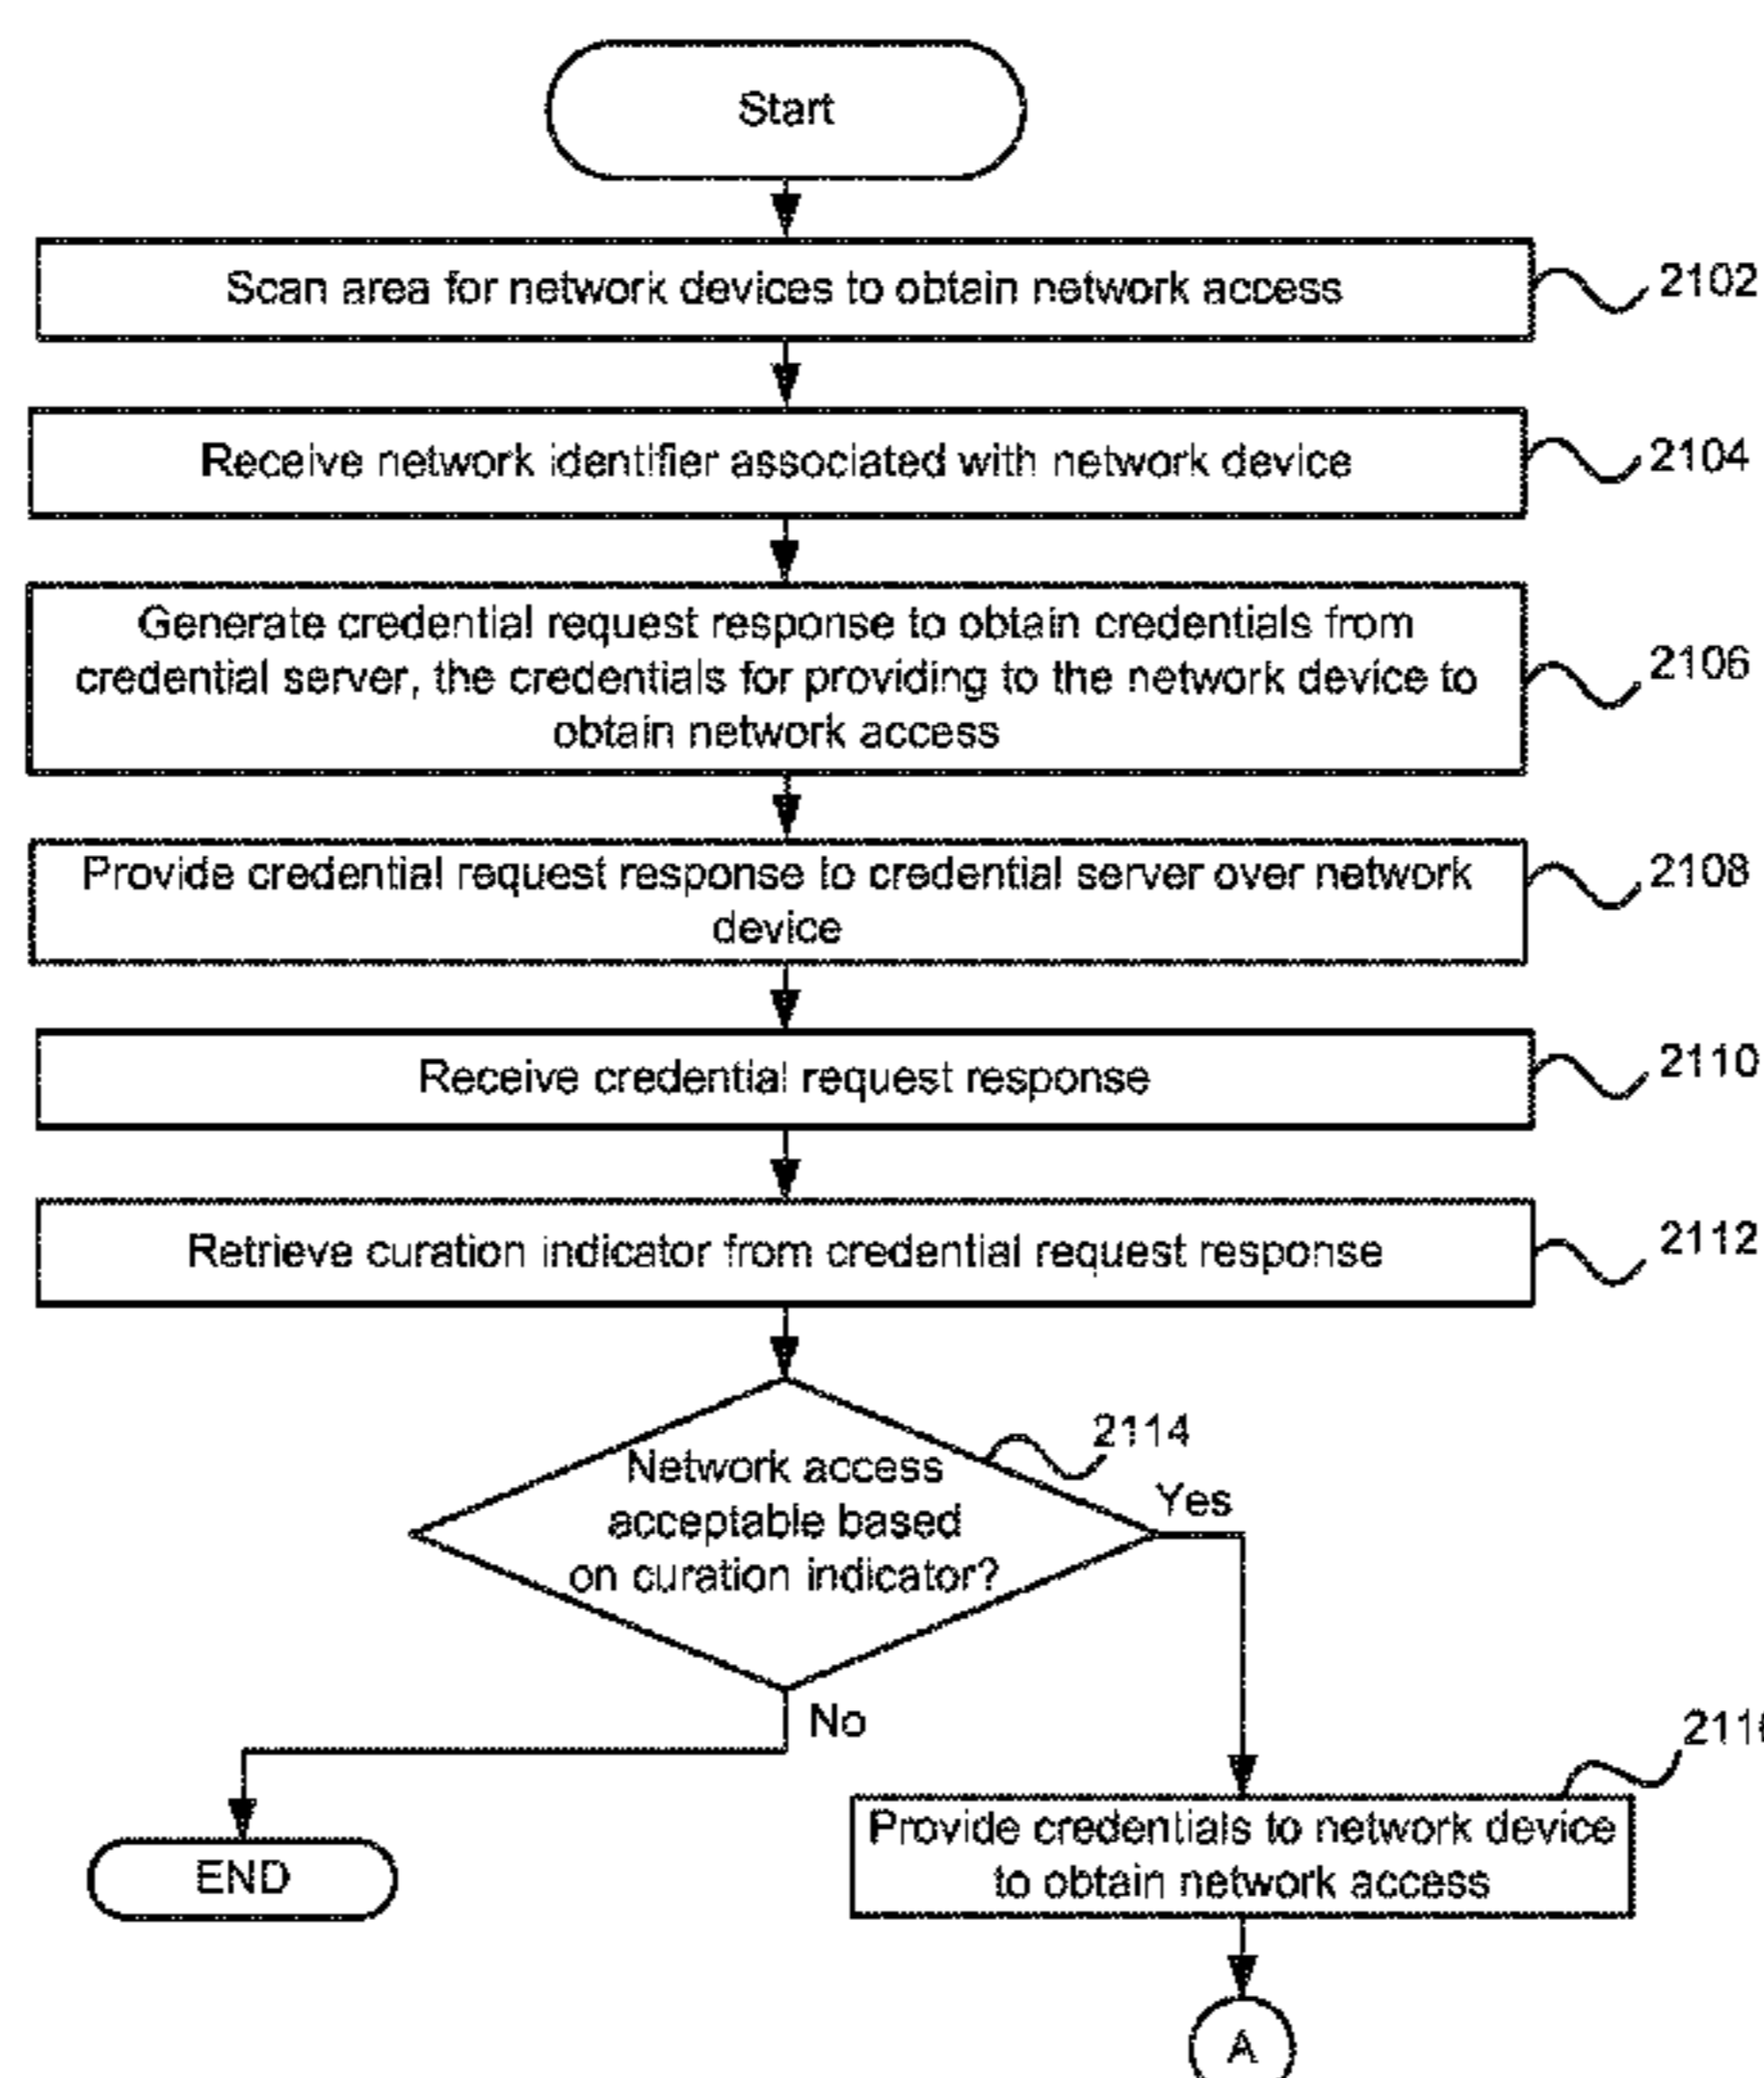 Start
Scan area for network devices to obtain network access
2102
Receive network identifier associated with network device
2104
Generate credential request response to obtain credentials from
credential server, the credentials for providing to the network device to
obtain network access
2106
Provide credential request response to credential server over network
device
2108
Receive credential request response
2110
Retrieve curation indicator from credential request response
2112
2114
Network access
acceptable based
on curation indicator?
Yes
No
END
Provide credentials to network device
to obtain network access
A